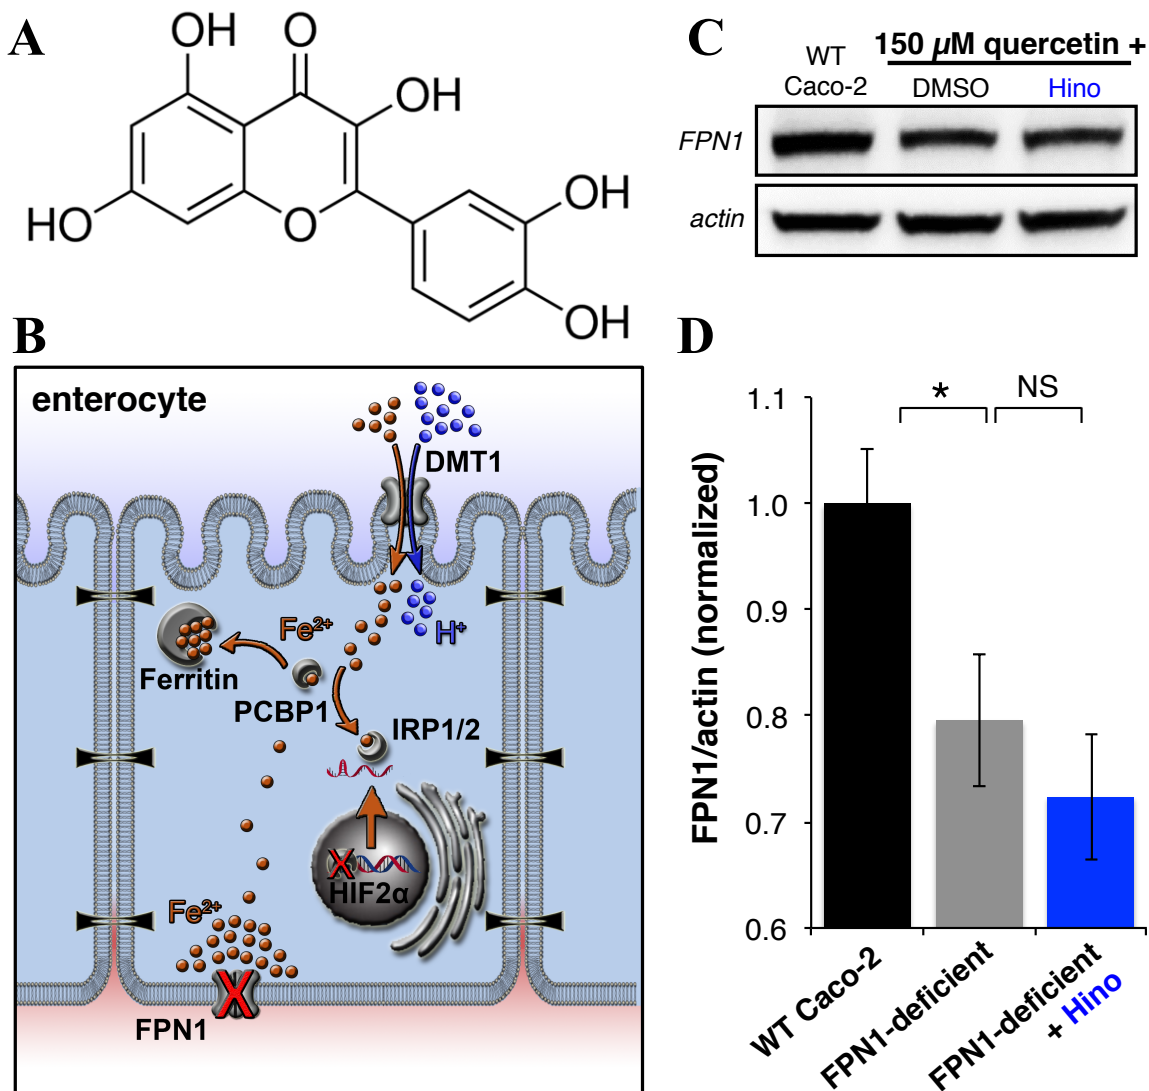 A
OH
O
OH
HO
O
OH
OH
B
enterocyte
DMT1
Fe²⁺
H⁺
Ferritin
PCBP1
IRP1/2
HIF2α
Fe²⁺
X
FPN1
C
WT
Caco-2
150 µM quercetin +
DMSO
Hino
FPN1
actin
D
*
NS
FPN1/actin (normalized)
1.1
1.0
0.9
0.8
0.7
0.6
WT Caco-2
FPN1-deficient
FPN1-deficient
+ Hino